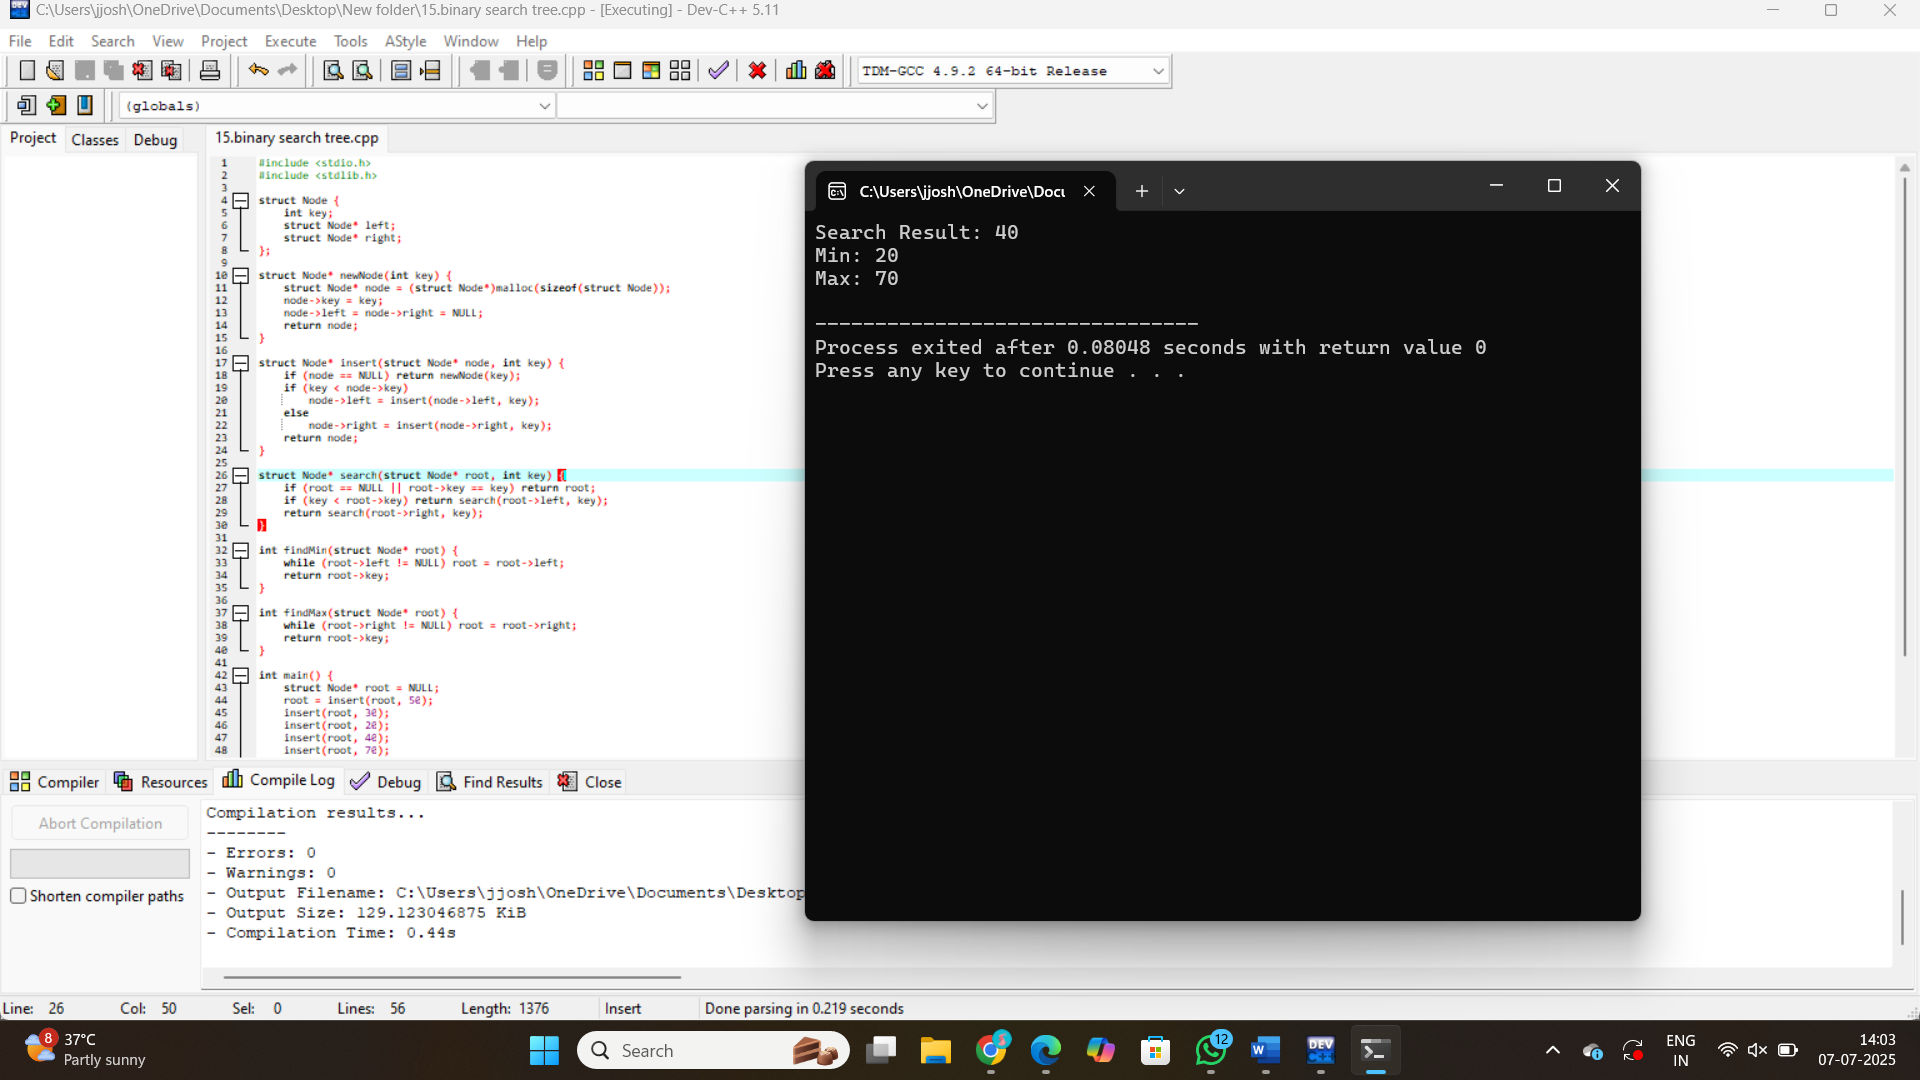 C:\Users\jjosh\OneDrive\Documents\Desktop\New folder\15.binary search tree.cpp - [Executing] - Dev-C++ 5.11
File Edit Search View Project Execute Tools AStyle Window Help
TDM-GCC 4.9.2 64-bit Release
(globals)
Project Classes Debug
15.binary search tree.cpp
1 #include <stdio.h>
2 #include <stdlib.h>
3
4 struct Node {
5 int key;
6 struct Node* left;
7 struct Node* right;
8 };
9
10 struct Node* newNode(int key) {
11 struct Node* node = (struct Node*)malloc(sizeof(struct Node));
12 node->key = key;
13 node->left = node->right = NULL;
14 return node;
15 }
16
17 struct Node* insert(struct Node* node, int key) {
18 if (node == NULL) return newNode(key);
19 if (key < node->key)
20 node->left = insert(node->left, key);
21 else
22 node->right = insert(node->right, key);
23 return node;
24 }
25
26 struct Node* search(struct Node* root, int key) {
27 if (root == NULL || root->key == key) return root;
28 if (key < root->key) return search(root->left, key);
29 return search(root->right, key);
30 }
31
32 int findMin(struct Node* root) {
33 while (root->left != NULL) root = root->left;
34 return root->key;
35 }
36
37 int findMax(struct Node* root) {
38 while (root->right != NULL) root = root->right;
39 return root->key;
40 }
41
42 int main() {
43 struct Node* root = NULL;
44 root = insert(root, 50);
45 insert(root, 30);
46 insert(root, 20);
47 insert(root, 40);
48 insert(root, 70);
C:\Users\jjosh\OneDrive\Docu
Search Result: 40
Min: 20
Max: 70
--------------------------------
Process exited after 0.08048 seconds with return value 0
Press any key to continue . . .
Compiler Resources Compile Log Debug Find Results Close
Abort Compilation
Shorten compiler paths
Compilation results...
--------
- Errors: 0
- Warnings: 0
- Output Filename: C:\Users\jjosh\OneDrive\Documents\Desktop
- Output Size: 129.123046875 KiB
- Compilation Time: 0.44s
Line: 26 Col: 50 Sel: 0 Lines: 56 Length: 1376 Insert Done parsing in 0.219 seconds
8
37°C
Partly sunny
Search
12
DEV
ENG
IN
14:03
07-07-2025